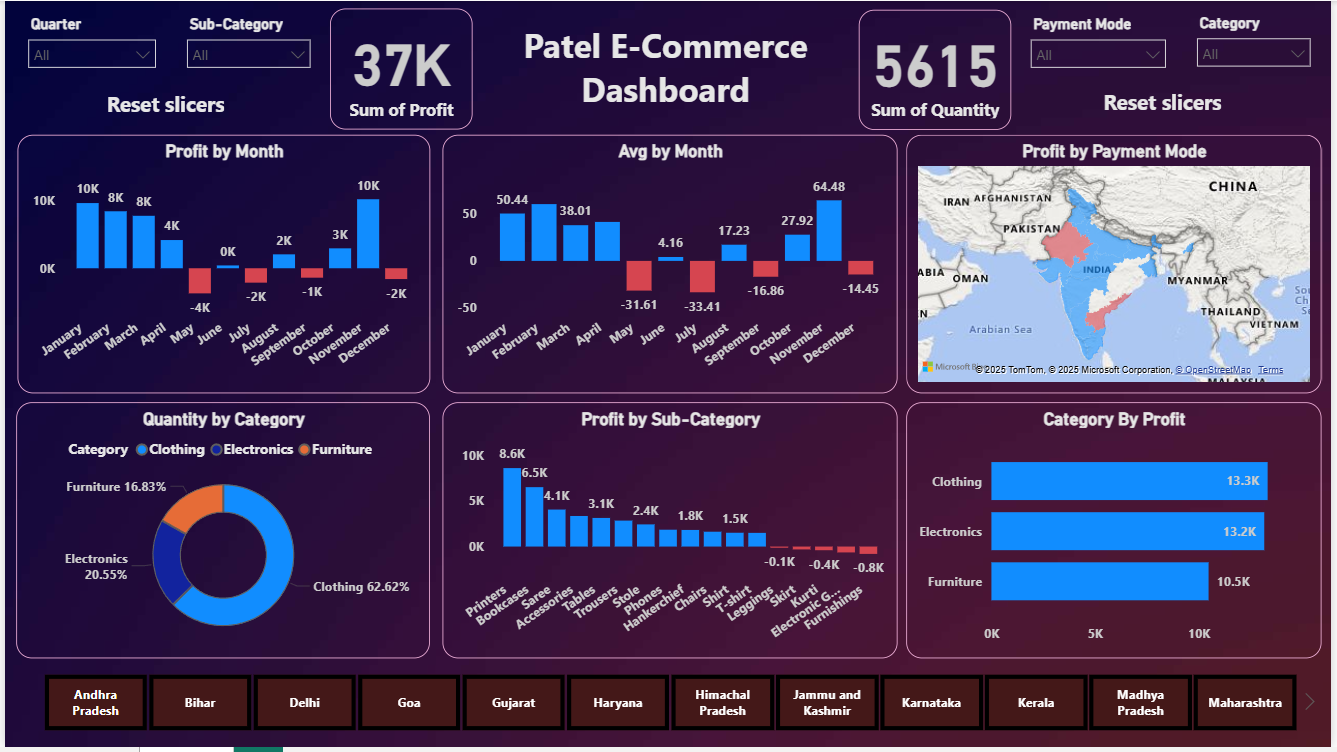 Quarter
All
Sub-Category
All
Reset slicers
37K
Sum of Profit
Patel E-Commerce
Dashboard
5615
Sum of Quantity
Payment Mode
All
Category
All
Reset slicers
Profit by Month
10K
0K
10K
8K
8K
4K
-4K
0K
-2K
2K
-1K
3K
10K
-2K
January
February
March
April
May
June
July
August
September
October
November
December
Avg by Month
50
0
-50
50.44
38.01
-31.61
4.16
-33.41
17.23
-16.86
27.92
64.48
-14.45
January
February
March
April
May
June
July
August
September
October
November
December
Profit by Payment Mode
CHINA
IRAN
AFGHANISTAN
PAKISTAN
ABIA
OMAN
INDIA
MYANMAR
THAILAND
VIETNAM
Arabian Sea
Sou
Ch
Se
N
MALAYSIA
Microsoft B
© 2025 TomTom, © 2025 Microsoft Corporation, © OpenStreetMap Terms
Quantity by Category
Category Clothing Electronics Furniture
Furniture 16.83%
Electronics
20.55%
Clothing 62.62%
Profit by Sub-Category
10K
5K
0K
8.6K
6.5K
4.1K
3.1K
2.4K
1.8K
1.5K
-0.1K
-0.4K
-0.8K
Printers
Bookcases
Saree
Accessories
Tables
Trousers
Stole
Phones
Hankerchief
Chairs
Shirt
T-shirt
Leggings
Skirt
Kurti
Electronic G...
Furnishings
Category By Profit
Clothing
13.3K
Electronics
13.2K
Furniture
10.5K
0K
5K
10K
Andhra
Pradesh
Bihar
Delhi
Goa
Gujarat
Haryana
Himachal
Pradesh
Jammu and
Kashmir
Karnataka
Kerala
Madhya
Pradesh
Maharashtra